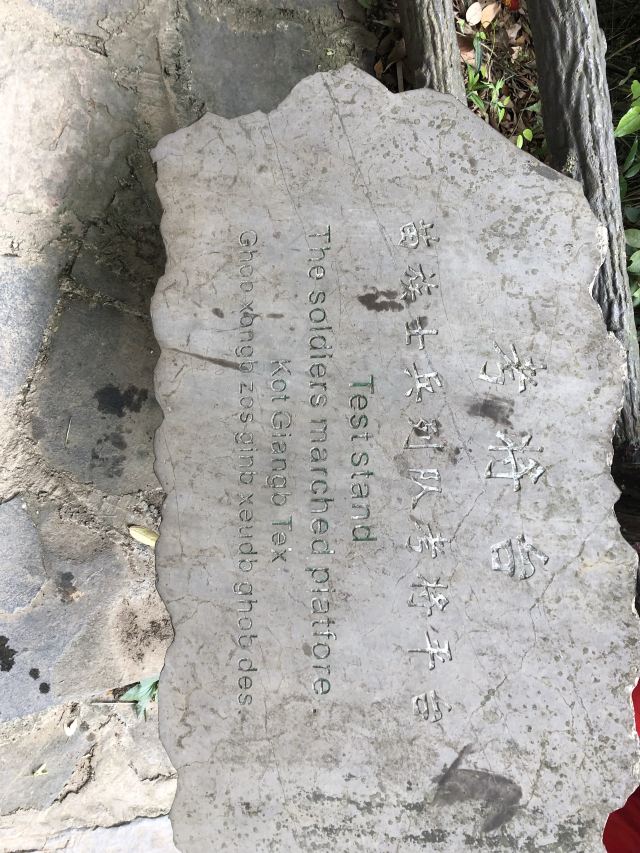 考将台
苗族士兵列队考将平台
Test stand
The soldiers marched platfore.
Kot Giangb Teix
Ghob xongb zos ginb xeudb ghob des.